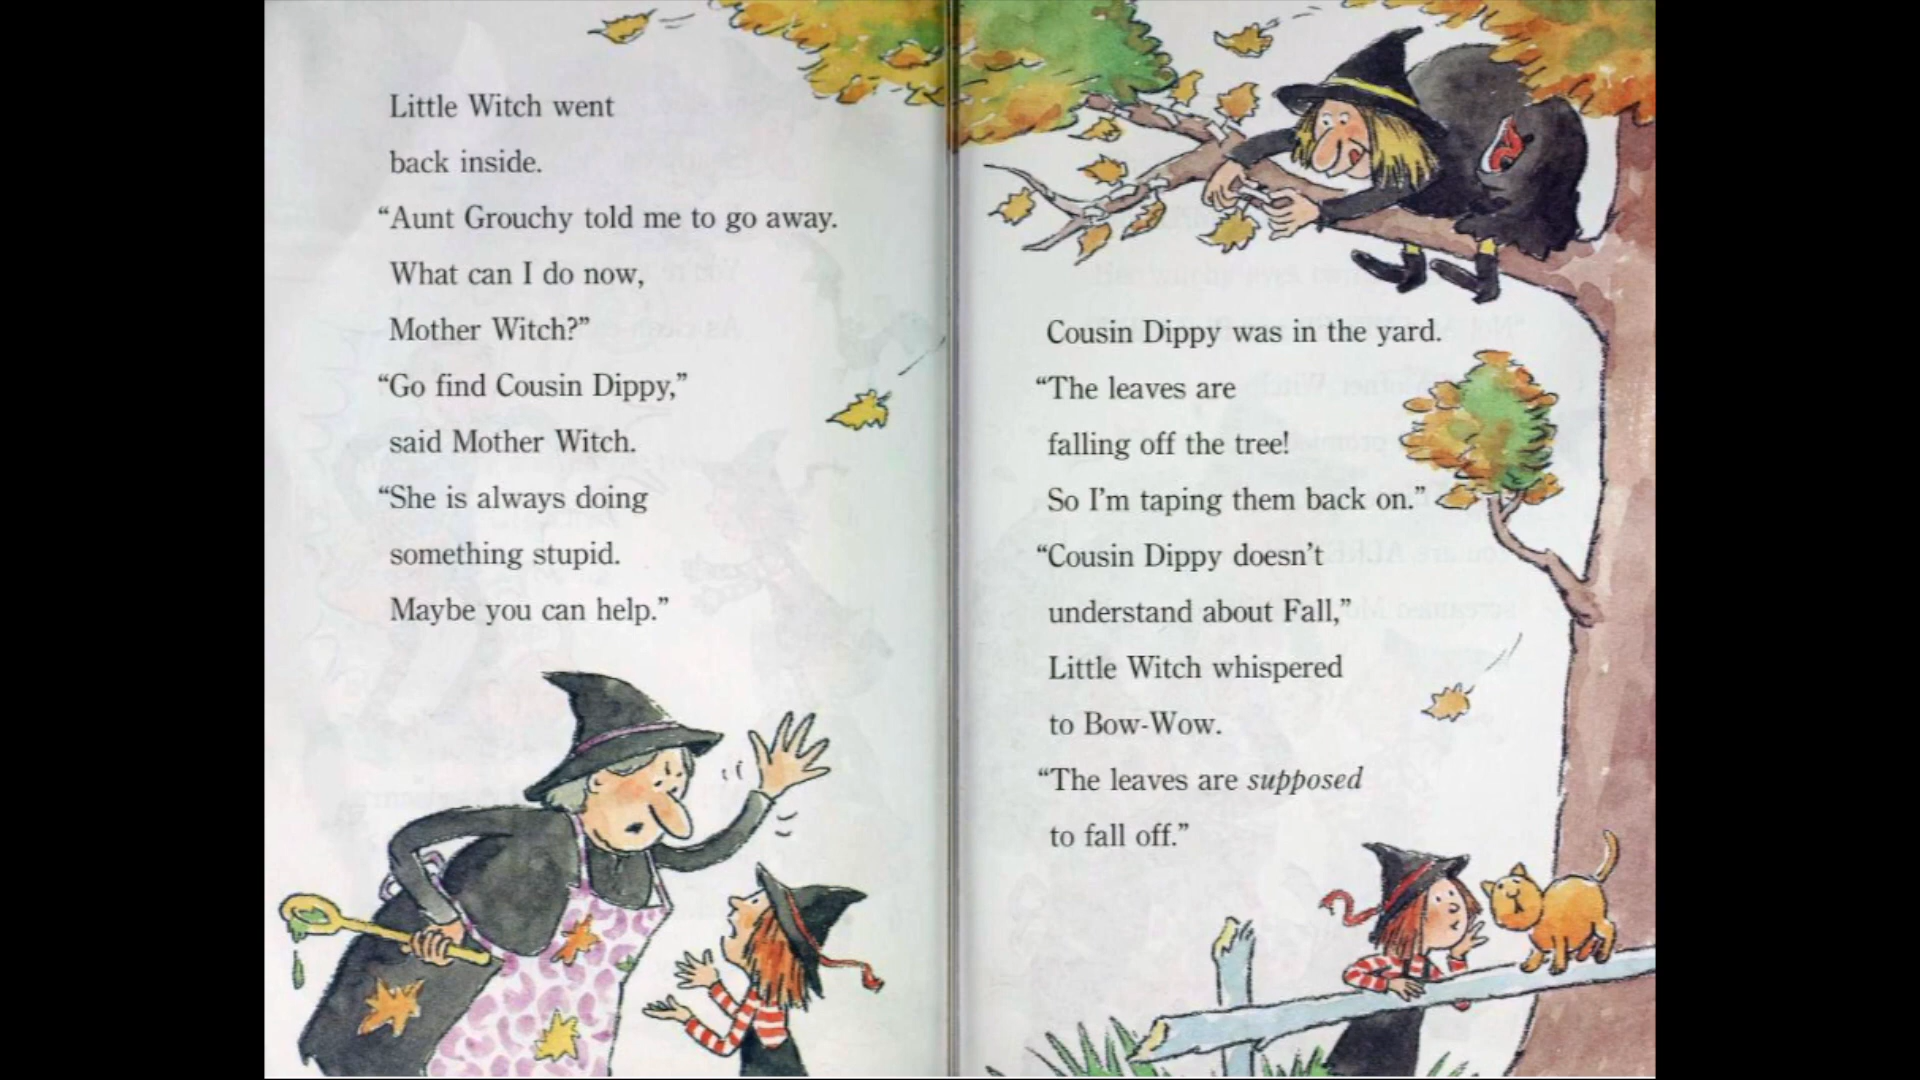 Little Witch went
back inside.
“Aunt Grouchy told me to go away.
What can I do now,
Mother Witch?”
“Go find Cousin Dippy,”
said Mother Witch.
“She is always doing
something stupid.
Maybe you can help.”
Cousin Dippy was in the yard.
“The leaves are
falling off the tree!
So I’m taping them back on.”
“Cousin Dippy doesn’t
understand about Fall,”
Little Witch whispered
to Bow-Wow.
“The leaves are supposed
to fall off.”